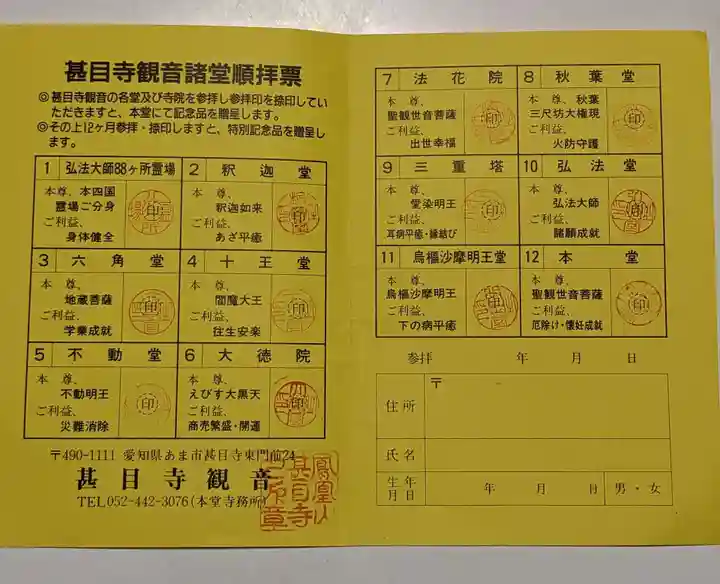 甚目寺観音諸堂順拝票
◎甚目寺観音の各堂及び寺院を参拝し参拝印を捺印してい
ただきますと、本堂にて記念品を贈呈します。
◎その上12ヶ月参拝・捺印しますと、特別記念品を贈呈しま
す。
1 弘法大師88ヶ所霊場
本尊、本四国
霊場ご分身
ご利益、
身体健全
印
2 釈迦堂
本尊、
釈迦如来
ご利益、
あざ平癒
印
3 六角堂
本尊、
地蔵菩薩
ご利益、
学業成就
印
4 十王堂
本尊、
閻魔大王
ご利益、
往生安楽
印
5 不動堂
本尊、
不動明王
ご利益、
災難消除
印
6 大徳院
本尊、
えびす大黒天
ご利益、
商売繁盛・開運
印
〒490-1111 愛知県あま市甚目寺東門前24
甚目寺観音
TEL052-442-3076(本堂寺務所)
鳳凰山
甚目寺
7 法花院
本尊、
聖観世音菩薩
ご利益、
出世幸福
印
8 秋葉堂
本尊、秋葉
三尺坊大権現
ご利益、
火防守護
印
9 三重塔
本尊、
愛染明王
ご利益、
耳病平癒・縁結び
印
10 弘法堂
本尊、
弘法大師
ご利益、
諸願成就
印
11 烏樞沙摩明王堂
本尊、
烏樞沙摩明王
ご利益、
下の病平癒
印
12 本堂
本尊、
聖観世音菩薩
ご利益、
厄除け・懐妊成就
印
参拝 年 月 日
住所 〒
氏名
生年月日 年 月 日 男・女